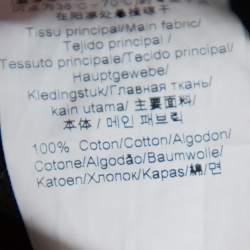 Tissu principal/Main fabric/
Tejido principal/
Tessuto principale/Tecido principal/
Hauptgewebe/
Kledingstuk/Главная ткань/
kain utama/ 主要面料/
本体 / 메인 패브릭
100% Coton/Cotton/Algodon/
Cotone/Algodão/Baumwolle/
Katoen/Хлопок/Kapas/棉/면